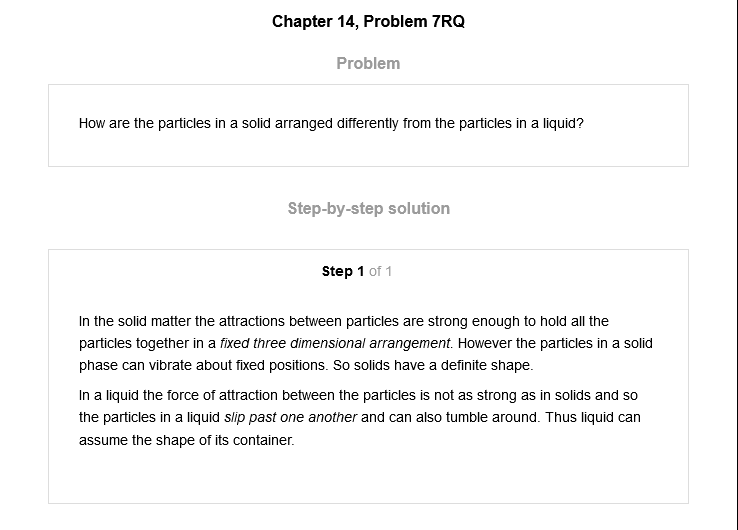 Chapter 14, Problem 7RQ
Problem
How are the particles in a solid arranged differently from the particles in a liquid?
Step-by-step solution
Step 1 of 1
In the solid matter the attractions between particles are strong enough to hold all the
particles together in a fixed three dimensional arrangement. However the particles in a solid
phase can vibrate about fixed positions. So solids have a definite shape.
In a liquid the force of attraction between the particles is not as strong as in solids and so
the particles in a liquid slip past one another and can also tumble around. Thus liquid can
assume the shape of its container.